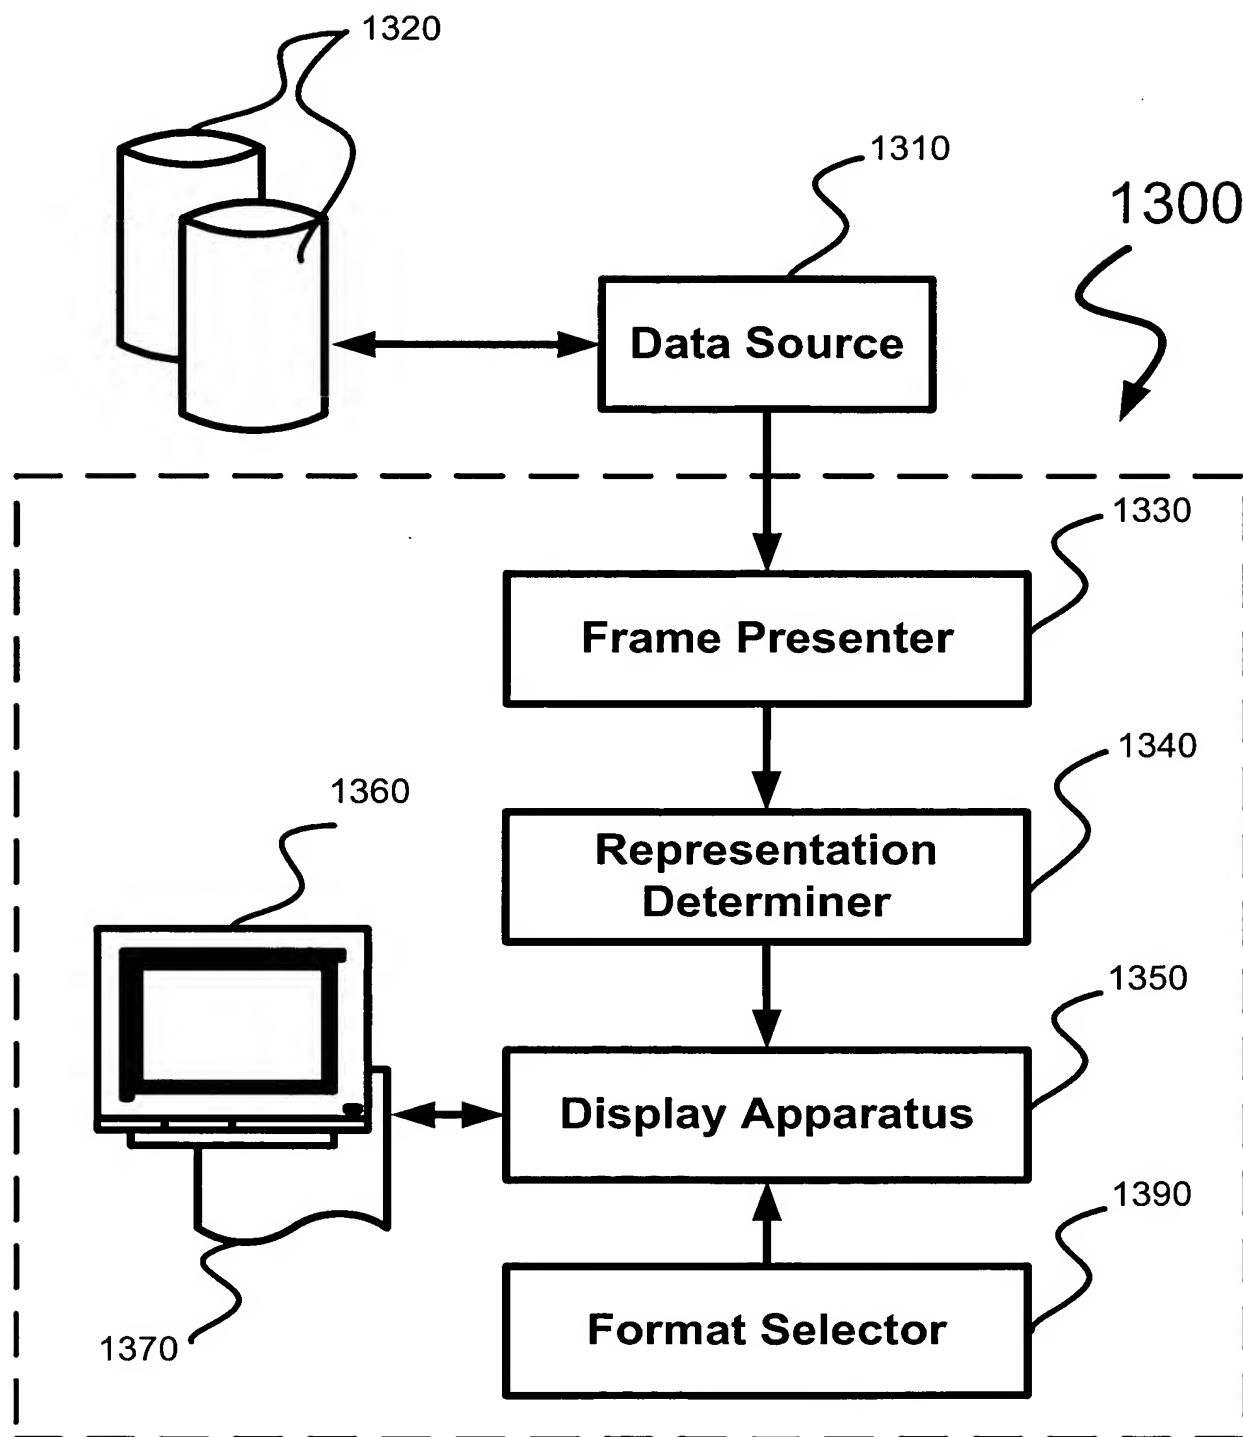 1320
1310
1300
Data Source
1330
Frame Presenter
1340
1360
Representation
Determiner
1350
Display Apparatus
1390
Format Selector
1370